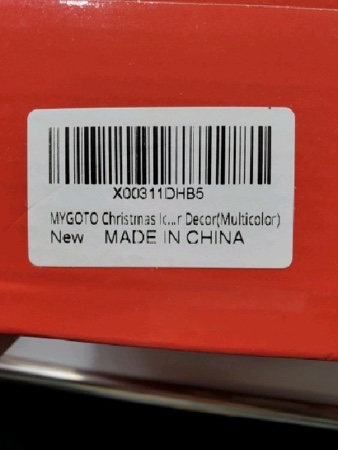 X00311DHB5
MYGOTO Christmas Ic...r Decor(Multicolor)
New MADE IN CHINA